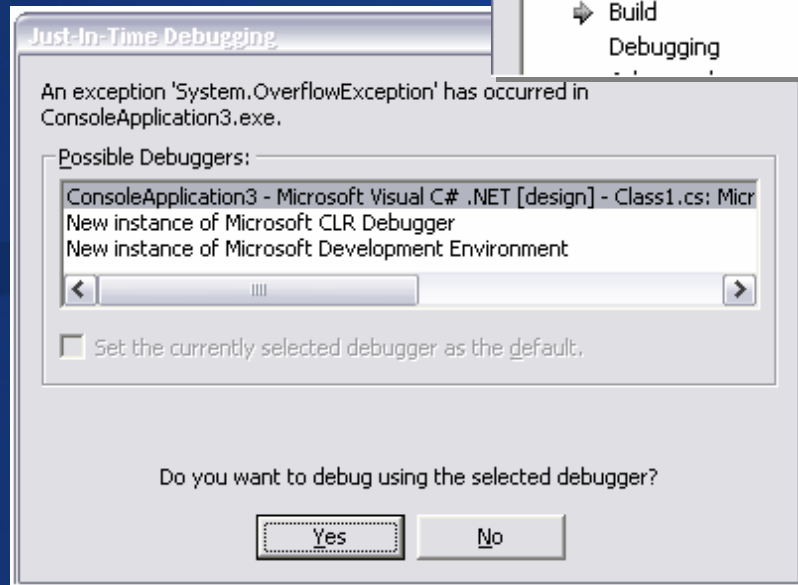 Build
Debugging
Just-In-Time Debugging
An exception 'System.OverflowException' has occurred in
ConsoleApplication3.exe.
Possible Debuggers:
ConsoleApplication3 - Microsoft Visual C# .NET [design] - Class1.cs: Micr
New instance of Microsoft CLR Debugger
New instance of Microsoft Development Environment
Set the currently selected debugger as the default.
Do you want to debug using the selected debugger?
Yes
No